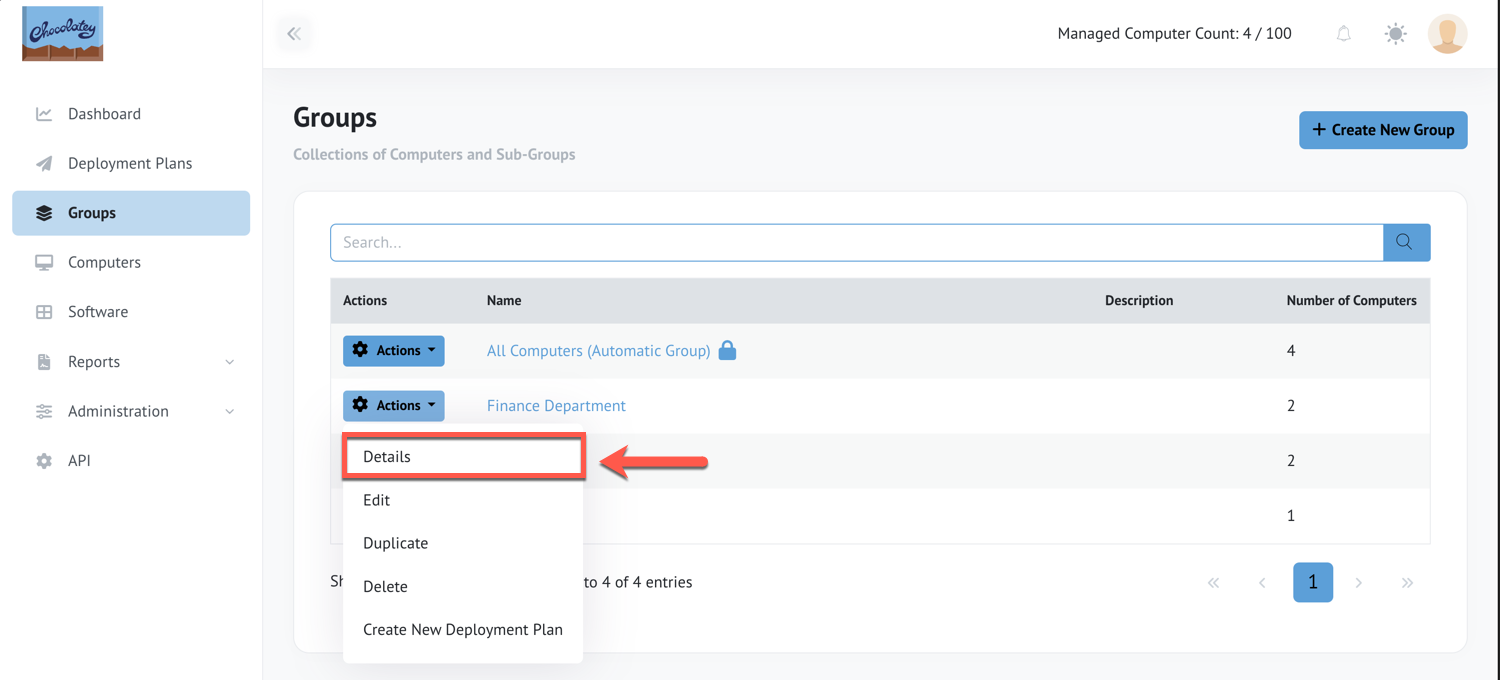 Chocolatey
Managed Computer Count: 4 / 100
Dashboard
Deployment Plans
Groups
Computers
Software
Reports
Administration
API
Groups
Collections of Computers and Sub-Groups
+ Create New Group
Search...
Actions Name Description Number of Computers
Actions All Computers (Automatic Group) 4
Actions Finance Department 2
Details
2
Edit
1
Duplicate
to 4 of 4 entries
« ‹ 1 › »
Delete
Create New Deployment Plan